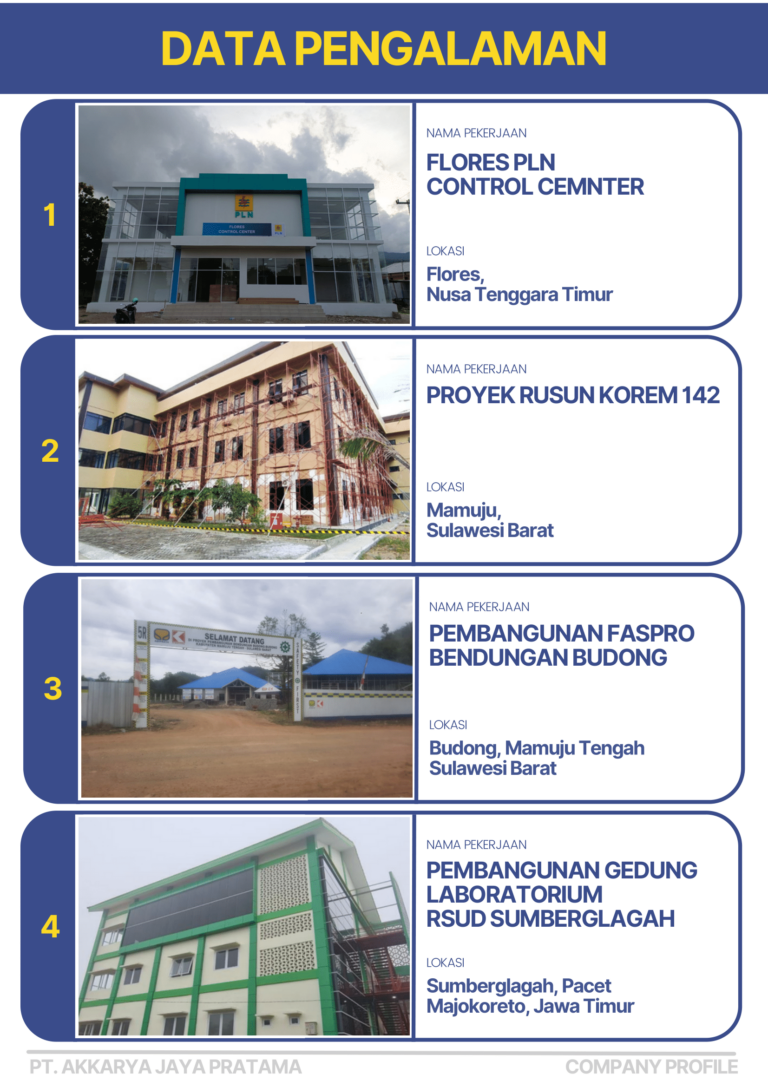 DATA PENGALAMAN
1
PLN
FLORES
CONTROL CENTER
NAMA PEKERJAAN
FLORES PLN
CONTROL CEMNTER
LOKASI
Flores,
Nusa Tenggara Timur
2
NAMA PEKERJAAN
PROYEK RUSUN KOREM 142
LOKASI
Mamuju,
Sulawesi Barat
3
5R
SELAMAT DATANG
NAMA PEKERJAAN
PEMBANGUNAN FASPRO
BENDUNGAN BUDONG
LOKASI
Budong, Mamuju Tengah
Sulawesi Barat
4
NAMA PEKERJAAN
PEMBANGUNAN GEDUNG
LABORATORIUM
RSUD SUMBERGLAGAH
LOKASI
Sumberglagah, Pacet
Majokoreto, Jawa Timur
PT. AKKARYA JAYA PRATAMA
COMPANY PROFILE